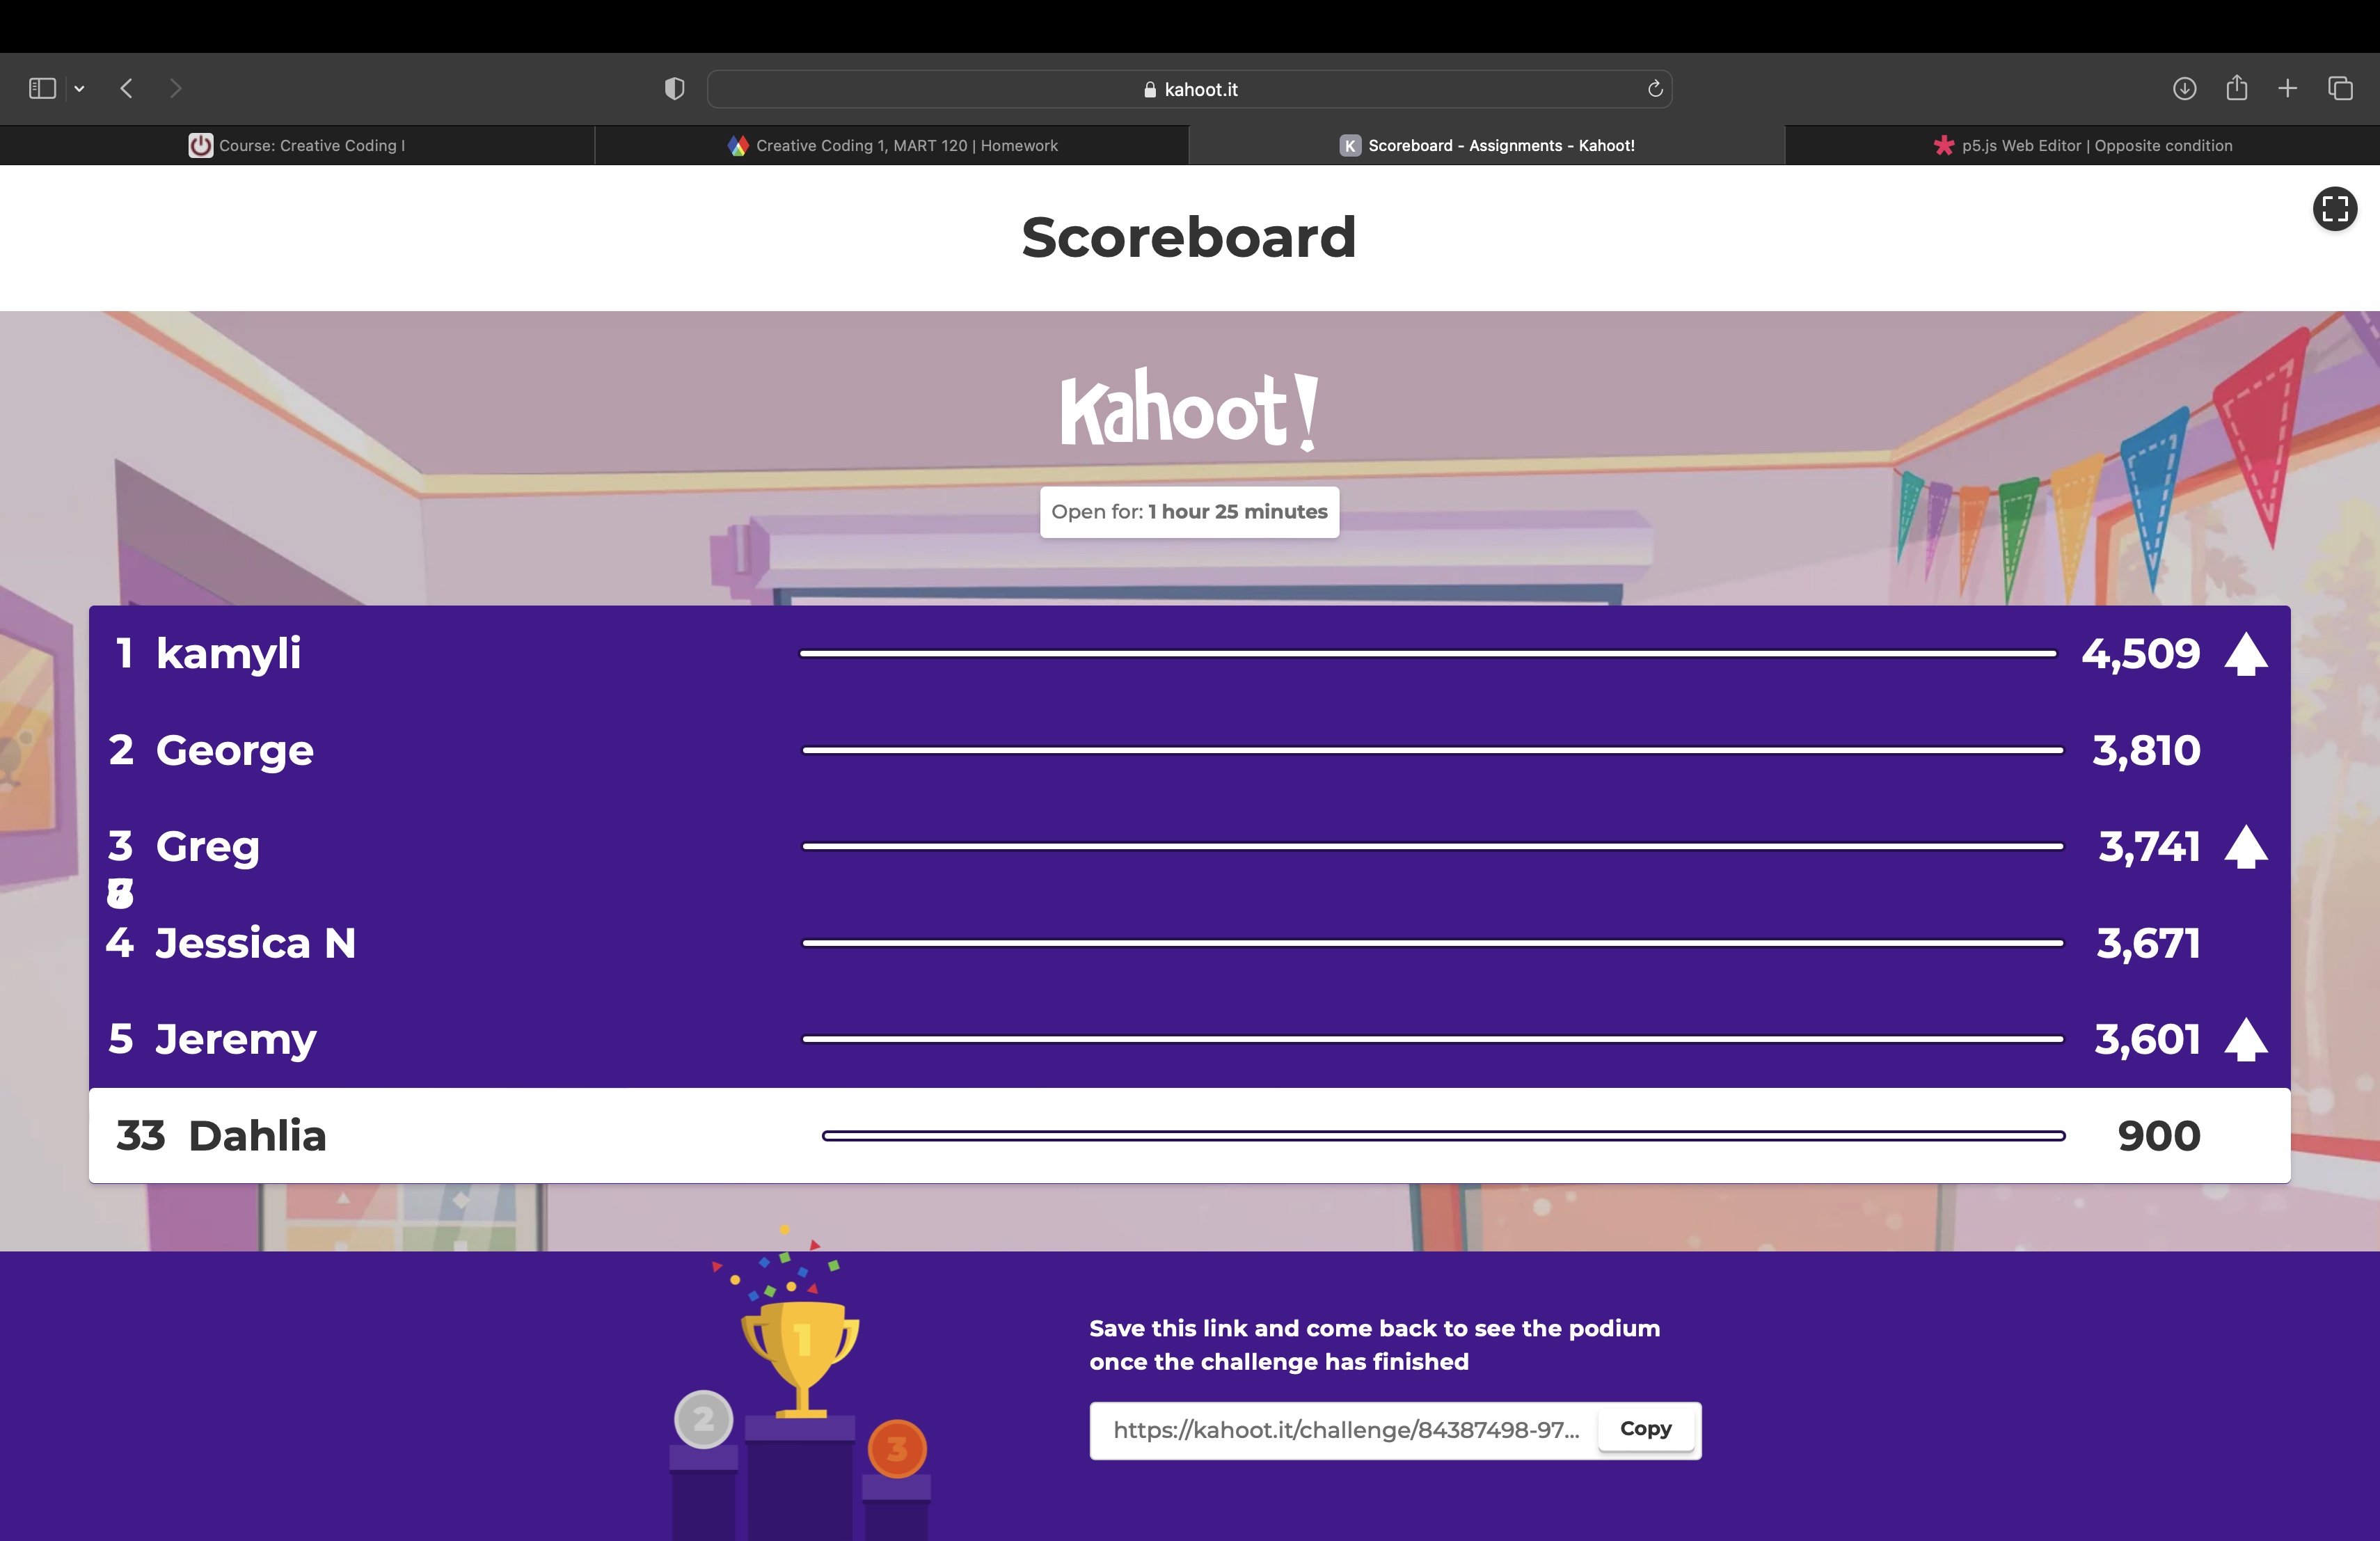 kahoot.it
Course: Creative Coding I
Creative Coding 1, MART 120 | Homework
K Scoreboard - Assignments - Kahoot!
p5.js Web Editor | Opposite condition
Scoreboard
Kahoot!
Open for: 1 hour 25 minutes
1 kamyli 4,509
2 George 3,810
3 Greg 3,741
4 Jessica N 3,671
5 Jeremy 3,601
33 Dahlia 900
1
2
3
Save this link and come back to see the podium
once the challenge has finished
https://kahoot.it/challenge/84387498-97... Copy